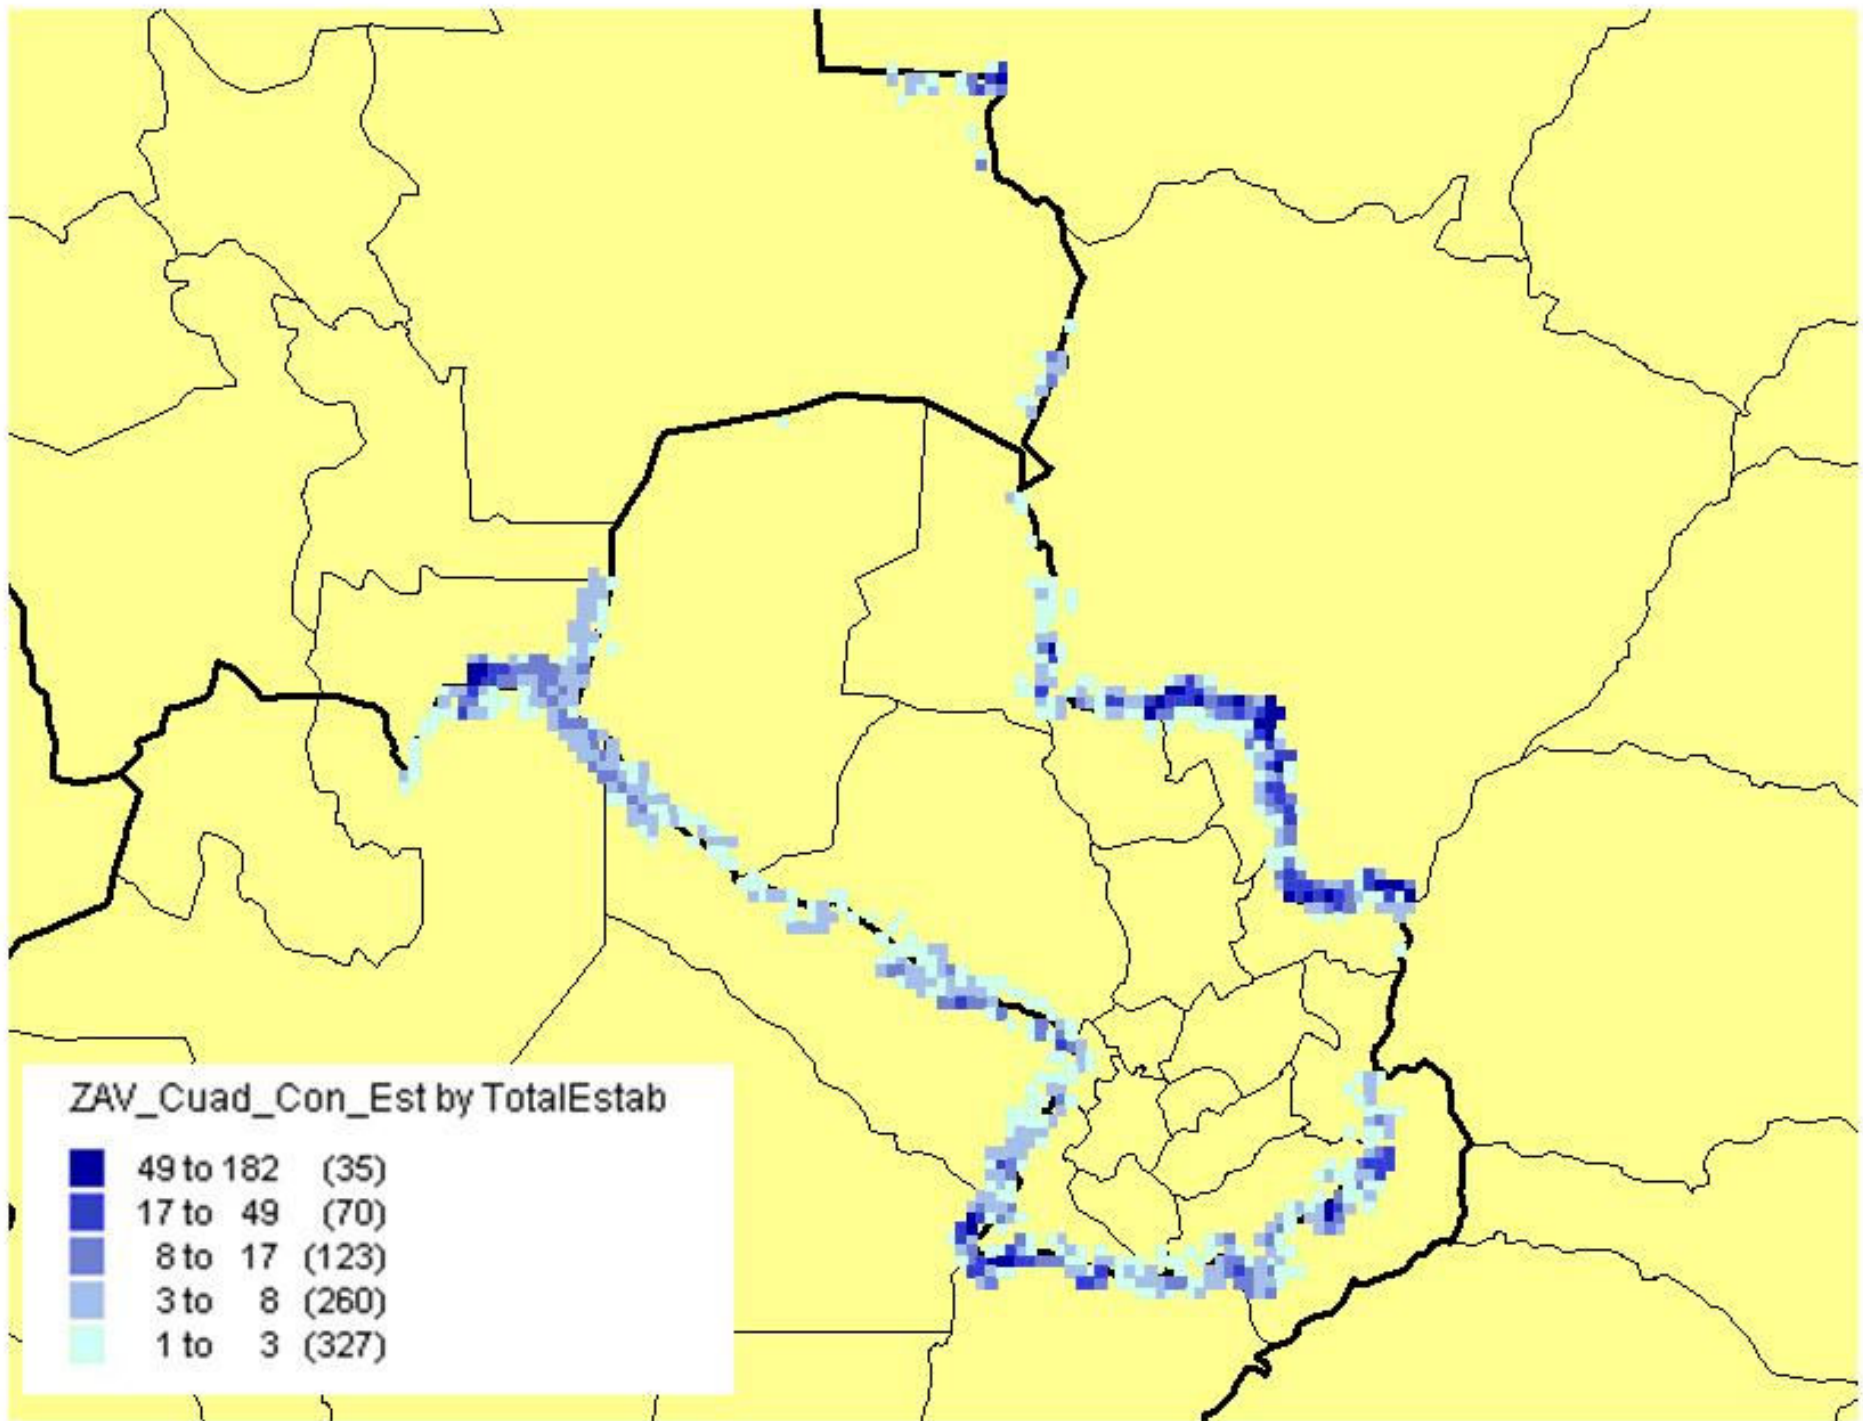 ZAV_Cuad_Con_Est by TotalEstab
49 to 182 (35)
17 to 49 (70)
8 to 17 (123)
3 to 8 (260)
1 to 3 (327)